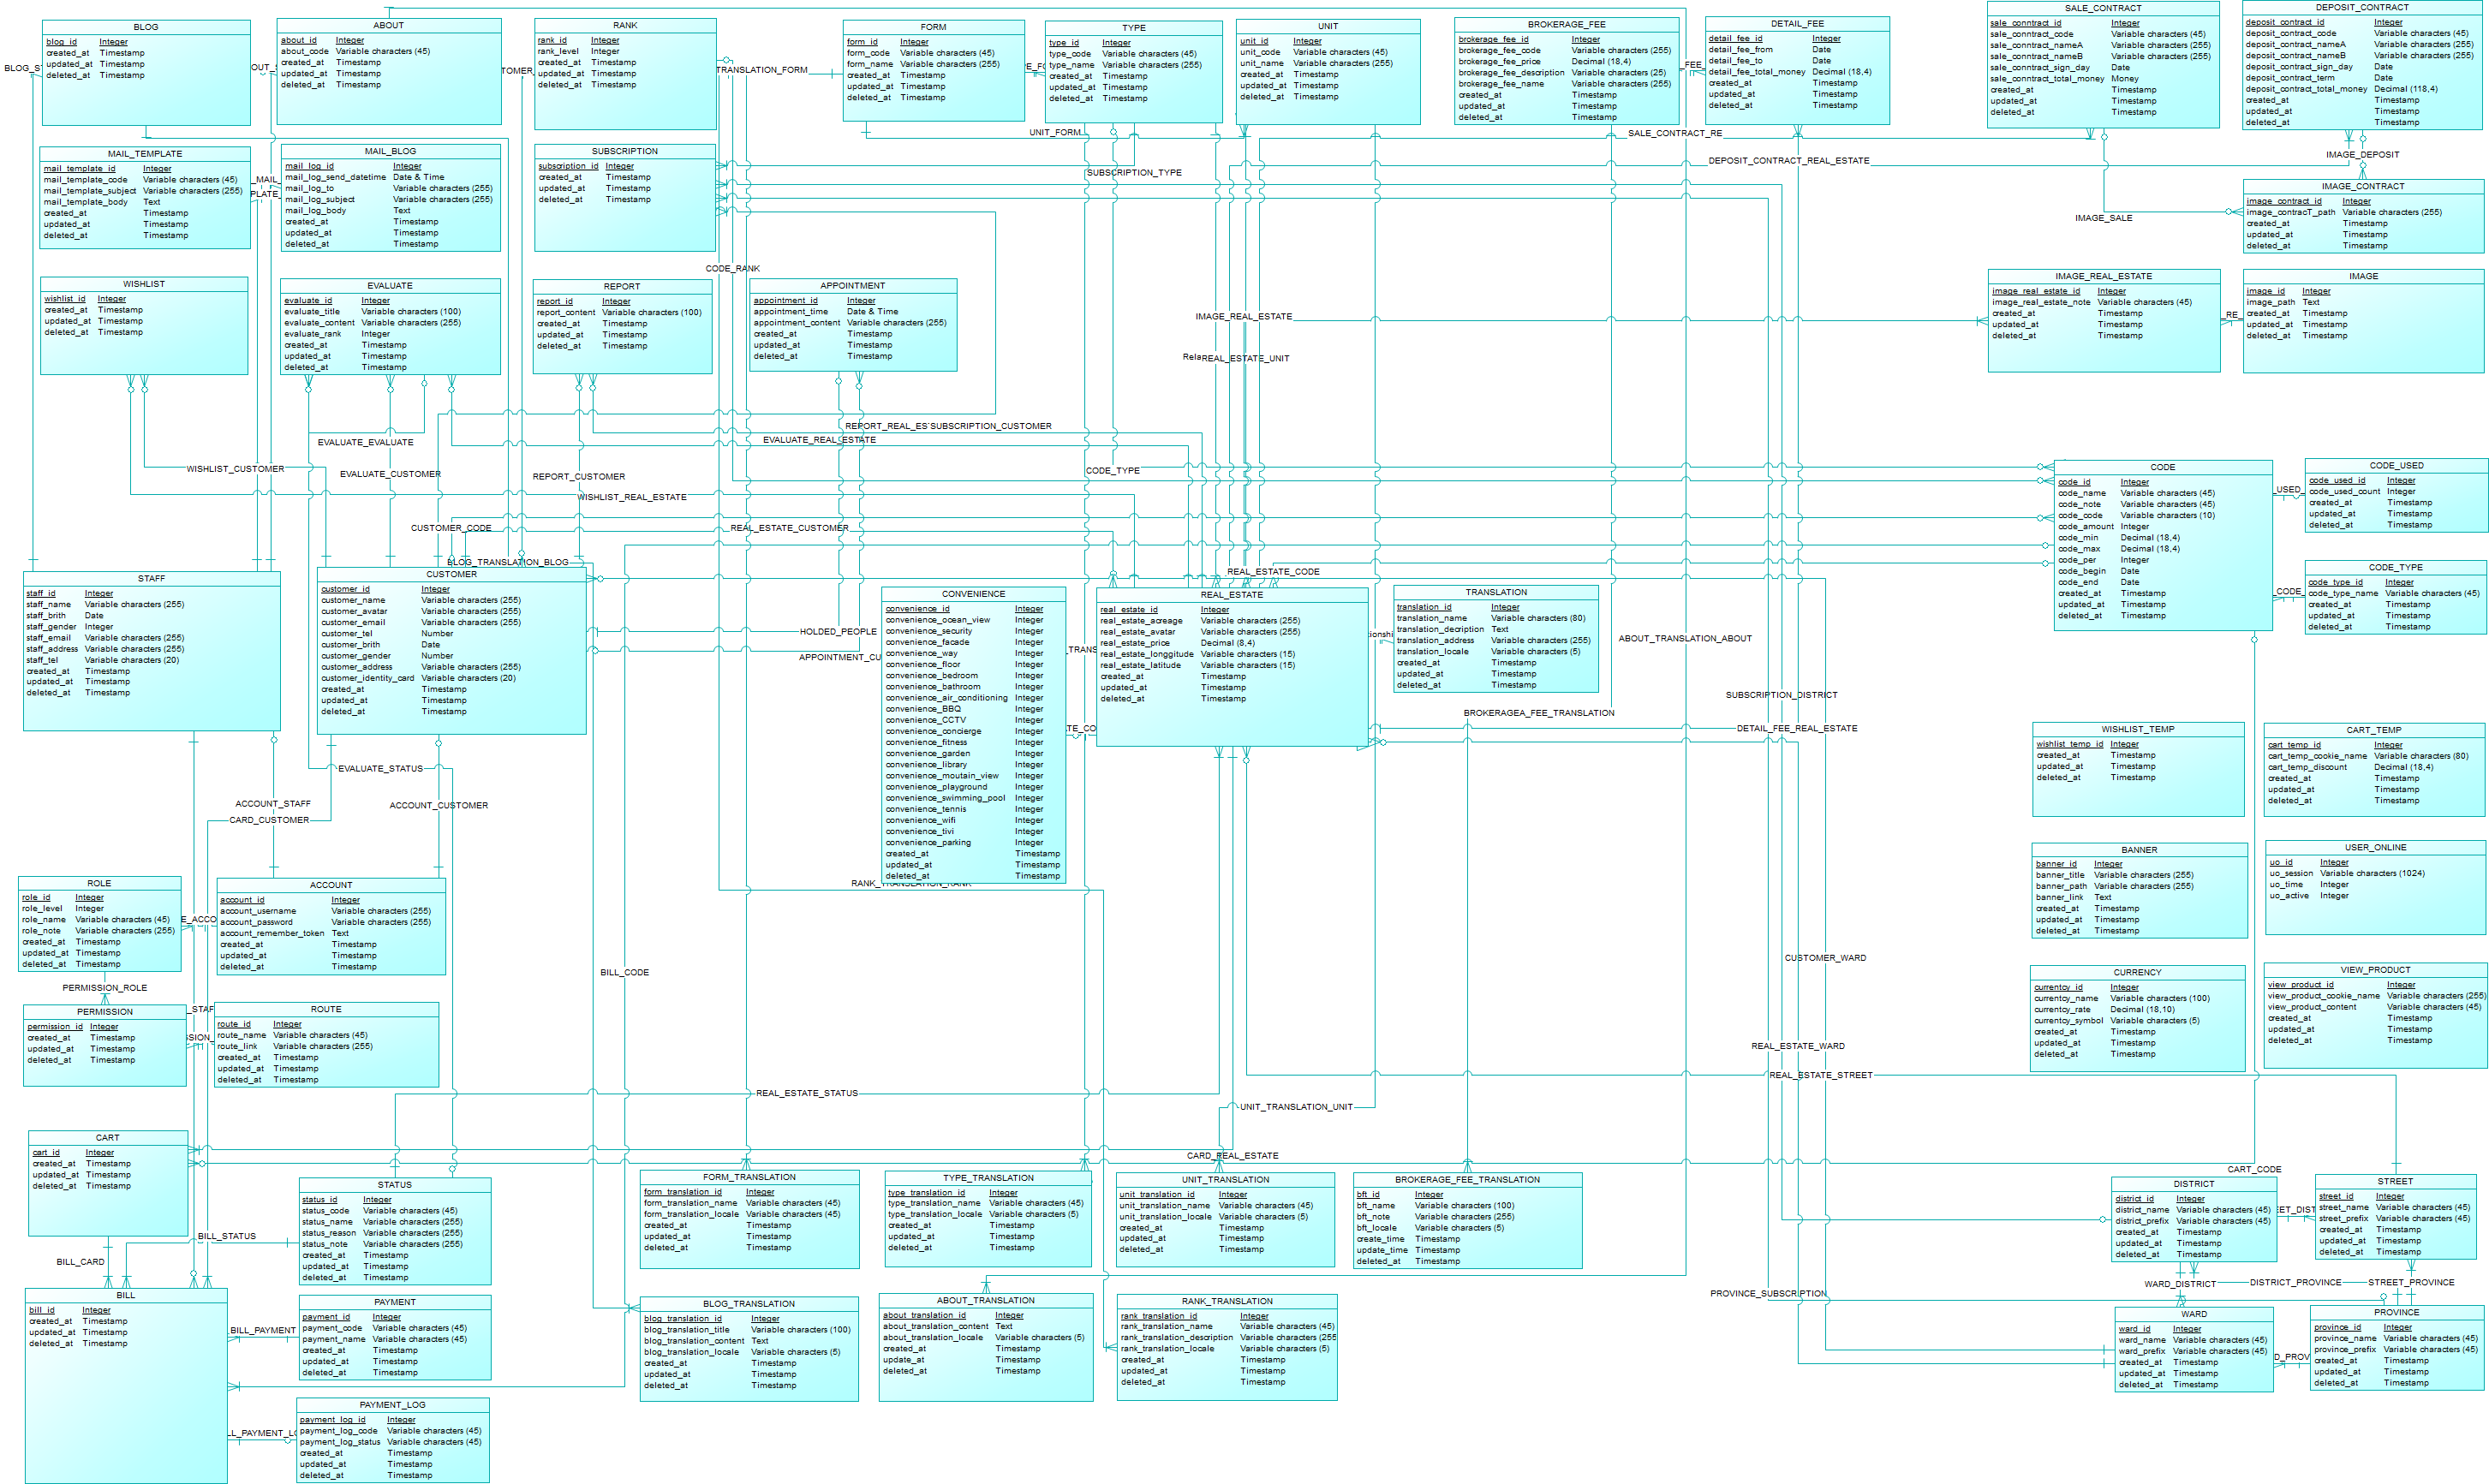 BLOG
blog_id Integer
created_at Timestamp
updated_at Timestamp
deleted_at Timestamp
ABOUT
about_id Integer
about_code Variable characters (45)
created_at Timestamp
updated_at Timestamp
deleted_at Timestamp
RANK
rank_id Integer
rank_level Integer
created_at Timestamp
updated_at Timestamp
deleted_at Timestamp
FORM
form_id Integer
form_code Variable characters (45)
form_name Variable characters (255)
created_at Timestamp
updated_at Timestamp
deleted_at Timestamp
TYPE
type_id Integer
type_code Variable characters (45)
type_name Variable characters (255)
created_at Timestamp
updated_at Timestamp
deleted_at Timestamp
UNIT
unit_id Integer
unit_code Variable characters (45)
unit_name Variable characters (255)
created_at Timestamp
updated_at Timestamp
deleted_at Timestamp
BROKERAGE_FEE
brokerage_fee_id Integer
brokerage_fee_code Variable characters (255)
brokerage_fee_price Decimal (18,4)
brokerage_fee_description Variable characters (25)
brokerage_fee_name Variable characters (255)
created_at Timestamp
updated_at Timestamp
deleted_at Timestamp
DETAIL_FEE
detail_fee_id Integer
detail_fee_from Date
detail_fee_to Date
detail_fee_total_money Decimal (18,4)
created_at Timestamp
updated_at Timestamp
deleted_at Timestamp
SALE_CONTRACT
sale_conntract_id Integer
sale_conntract_code Variable characters (45)
sale_conntract_nameA Variable characters (255)
sale_conntract_nameB Variable characters (255)
sale_conntract_sign_day Date
sale_conntract_total_money Money
created_at Timestamp
updated_at Timestamp
deleted_at Timestamp
DEPOSIT_CONTRACT
deposit_contract_id Integer
deposit_contract_code Variable characters (45)
deposit_contract_nameA Variable characters (255)
deposit_contract_nameB Variable characters (255)
deposit_contract_sign_day Date
deposit_contract_term Date
deposit_contract_total_money Decimal (118,4)
created_at Timestamp
updated_at Timestamp
deleted_at Timestamp
BLOG_ST
OUT_S
TOMER_
TRANSLATION_FORM
PE_FO
_FEE_
UNIT_FORM
SALE_CONTRACT_RE
DEPOSIT_CONTRACT_REAL_ESTATE
IMAGE_DEPOSIT
SUBSCRIPTION_TYPE
IMAGE_SALE
MAIL_TEMPLATE
mail_template_id Integer
mail_template_code Variable characters (45)
mail_template_subject Variable characters (255)
mail_template_body Text
created_at Timestamp
updated_at Timestamp
deleted_at Timestamp
_MAIL_
PLATE_
MAIL_BLOG
mail_log_id Integer
mail_log_send_datetime Date & Time
mail_log_to Variable characters (255)
mail_log_subject Variable characters (255)
mail_log_body Text
created_at Timestamp
updated_at Timestamp
deleted_at Timestamp
SUBSCRIPTION
subscription_id Integer
created_at Timestamp
updated_at Timestamp
deleted_at Timestamp
IMAGE_CONTRACT
image_contract_id Integer
image_contracT_path Variable characters (255)
created_at Timestamp
updated_at Timestamp
deleted_at Timestamp
CODE_RANK
WISHLIST
wishlist_id Integer
created_at Timestamp
updated_at Timestamp
deleted_at Timestamp
EVALUATE
evaluate_id Integer
evaluate_title Variable characters (100)
evaluate_content Variable characters (255)
evaluate_rank Integer
created_at Timestamp
updated_at Timestamp
deleted_at Timestamp
REPORT
report_id Integer
report_content Variable characters (100)
created_at Timestamp
updated_at Timestamp
deleted_at Timestamp
APPOINTMENT
appointment_id Integer
appointment_time Date & Time
appointment_content Variable characters (255)
created_at Timestamp
updated_at Timestamp
deleted_at Timestamp
IMAGE_REAL_ESTATE
Rela
REAL_ESTATE_UNIT
IMAGE_REAL_ESTATE
image_real_estate_id Integer
image_real_estate_note Variable characters (45)
created_at Timestamp
updated_at Timestamp
deleted_at Timestamp
_RE_
IMAGE
image_id Integer
image_path Text
created_at Timestamp
updated_at Timestamp
deleted_at Timestamp
REPORT_REAL_ES
SUBSCRIPTION_CUSTOMER
EVALUATE_EVALUATE
EVALUATE_REAL_ESTATE
WISHLIST_CUSTOMER
EVALUATE_CUSTOMER
REPORT_CUSTOMER
CODE_TYPE
WISHLIST_REAL_ESTATE
CUSTOMER_CODE
REAL_ESTATE_CUSTOMER
BLOG_TRANSLATION_BLOG
REAL_ESTATE_CODE
CODE
code_id Integer
code_name Variable characters (45)
code_note Variable characters (45)
code_code Variable characters (10)
code_amount Integer
code_min Decimal (18,4)
code_max Decimal (18,4)
code_per Integer
code_begin Date
code_end Date
created_at Timestamp
updated_at Timestamp
deleted_at Timestamp
_USED_
CODE_USED
code_used_id Integer
code_used_count Integer
created_at Timestamp
updated_at Timestamp
deleted_at Timestamp
_CODE_
CODE_TYPE
code_type_id Integer
code_type_name Variable characters (45)
created_at Timestamp
updated_at Timestamp
deleted_at Timestamp
STAFF
staff_id Integer
staff_name Variable characters (255)
staff_brith Date
staff_gender Integer
staff_email Variable characters (255)
staff_address Variable characters (255)
staff_tel Variable characters (20)
created_at Timestamp
updated_at Timestamp
deleted_at Timestamp
CUSTOMER
customer_id Integer
customer_name Variable characters (255)
customer_avatar Variable characters (255)
customer_email Variable characters (255)
customer_tel Number
customer_brith Date
customer_gender Number
customer_address Variable characters (255)
customer_identity_card Variable characters (20)
created_at Timestamp
updated_at Timestamp
deleted_at Timestamp
HOLDED_PEOPLE
APPOINTMENT_CU
CONVENIENCE
convenience_id Integer
convenience_ocean_view Integer
convenience_security Integer
convenience_facade Integer
convenience_way Integer
convenience_floor Integer
convenience_bedroom Integer
convenience_bathroom Integer
convenience_air_conditioning Integer
convenience_BBQ Integer
convenience_CCTV Integer
convenience_concierge Integer
convenience_fitness Integer
convenience_garden Integer
convenience_library Integer
convenience_moutain_view Integer
convenience_playground Integer
convenience_swimming_pool Integer
convenience_tennis Integer
convenience_wifi Integer
convenience_tivi Integer
convenience_parking Integer
created_at Timestamp
updated_at Timestamp
deleted_at Timestamp
_TRANS
TE_CO
REAL_ESTATE
real_estate_id Integer
real_estate_acreage Variable characters (255)
real_estate_avatar Variable characters (255)
real_estate_price Decimal (8,4)
real_estate_longgitude Variable characters (15)
real_estate_latitude Variable characters (15)
created_at Timestamp
updated_at Timestamp
deleted_at Timestamp
tionshi
TRANSLATION
translation_id Integer
translation_name Variable characters (80)
translation_decription Text
translation_address Variable characters (255)
translation_locale Variable characters (5)
created_at Timestamp
updated_at Timestamp
deleted_at Timestamp
ABOUT_TRANSLATION_ABOUT
SUBSCRIPTION_DISTRICT
BROKERAGEA_FEE_TRANSLATION
DETAIL_FEE_REAL_ESTATE
WISHLIST_TEMP
wishlist_temp_id Integer
created_at Timestamp
updated_at Timestamp
deleted_at Timestamp
CART_TEMP
cart_temp_id Integer
cart_temp_cookie_name Variable characters (80)
cart_temp_discount Decimal (18,4)
created_at Timestamp
updated_at Timestamp
deleted_at Timestamp
EVALUATE_STATUS
ACCOUNT_STAFF
ACCOUNT_CUSTOMER
CARD_CUSTOMER
BANNER
banner_id Integer
banner_title Variable characters (255)
banner_path Variable characters (255)
banner_link Text
created_at Timestamp
updated_at Timestamp
deleted_at Timestamp
USER_ONLINE
uo_id Integer
uo_session Variable characters (1024)
uo_time Integer
uo_active Integer
RANK_TRANSLATION_RANK
ROLE
role_id Integer
role_level Integer
role_name Variable characters (45)
role_note Variable characters (255)
created_at Timestamp
updated_at Timestamp
deleted_at Timestamp
E_ACCO
ACCOUNT
account_id Integer
account_username Variable characters (255)
account_password Variable characters (255)
account_remember_token Text
created_at Timestamp
updated_at Timestamp
deleted_at Timestamp
BILL_CODE
CUSTOMER_WARD
PERMISSION_ROLE
PERMISSION
permission_id Integer
created_at Timestamp
updated_at Timestamp
deleted_at Timestamp
_STAF
SSION_
ROUTE
route_id Integer
route_name Variable characters (45)
route_link Variable characters (255)
created_at Timestamp
updated_at Timestamp
deleted_at Timestamp
CURRENCY
currentcy_id Integer
currentcy_name Variable characters (100)
currentcy_rate Decimal (18,10)
currentcy_symbol Variable characters (5)
created_at Timestamp
updated_at Timestamp
deleted_at Timestamp
VIEW_PRODUCT
view_product_id Integer
view_product_cookie_name Variable characters (255)
view_product_content Variable characters (45)
created_at Timestamp
updated_at Timestamp
deleted_at Timestamp
REAL_ESTATE_WARD
REAL_ESTATE_STREET
REAL_ESTATE_STATUS
UNIT_TRANSLATION_UNIT
CARD_REAL_ESTATE
CART_CODE
CART
cart_id Integer
created_at Timestamp
updated_at Timestamp
deleted_at Timestamp
STATUS
status_id Integer
status_code Variable characters (45)
status_name Variable characters (255)
status_reason Variable characters (255)
status_note Variable characters (255)
created_at Timestamp
updated_at Timestamp
deleted_at Timestamp
FORM_TRANSLATION
form_translation_id Integer
form_translation_name Variable characters (45)
form_translation_locale Variable characters (45)
created_at Timestamp
updated_at Timestamp
deleted_at Timestamp
TYPE_TRANSLATION
type_translation_id Integer
type_translation_name Variable characters (45)
type_translation_locale Variable characters (5)
created_at Timestamp
updated_at Timestamp
deleted_at Timestamp
UNIT_TRANSLATION
unit_translation_id Integer
unit_translation_name Variable characters (45)
unit_translation_locale Variable characters (5)
created_at Timestamp
updated_at Timestamp
deleted_at Timestamp
BROKERAGE_FEE_TRANSLATION
bft_id Integer
bft_name Variable characters (100)
bft_note Variable characters (255)
bft_locale Variable characters (5)
create_time Timestamp
update_time Timestamp
deleted_at Timestamp
DISTRICT
district_id Integer
district_name Variable characters (45)
district_prefix Variable characters (45)
created_at Timestamp
updated_at Timestamp
deleted_at Timestamp
EET_DIST
STREET
street_id Integer
street_name Variable characters (45)
street_prefix Variable characters (45)
created_at Timestamp
updated_at Timestamp
deleted_at Timestamp
BILL_STATUS
BILL_CARD
WARD_DISTRICT
DISTRICT_PROVINCE
STREET_PROVINCE
PROVINCE_SUBSCRIPTION
BILL
bill_id Integer
created_at Timestamp
updated_at Timestamp
deleted_at Timestamp
BILL_PAYMENT
PAYMENT
payment_id Integer
payment_code Variable characters (45)
payment_name Variable characters (45)
created_at Timestamp
updated_at Timestamp
deleted_at Timestamp
BLOG_TRANSLATION
blog_translation_id Integer
blog_translation_title Variable characters (100)
blog_translation_content Text
blog_translation_locale Variable characters (5)
created_at Timestamp
updated_at Timestamp
deleted_at Timestamp
ABOUT_TRANSLATION
about_translation_id Integer
about_translation_content Text
about_translation_locale Variable characters (5)
created_at Timestamp
update_at Timestamp
deleted_at Timestamp
RANK_TRANSLATION
rank_translation_id Integer
rank_translation_name Variable characters (45)
rank_translation_description Variable characters (255
rank_translation_locale Variable characters (5)
created_at Timestamp
updated_at Timestamp
deleted_at Timestamp
WARD
ward_id Integer
ward_name Variable characters (45)
ward_prefix Variable characters (45)
created_at Timestamp
updated_at Timestamp
deleted_at Timestamp
D_PROV
PROVINCE
province_id Integer
province_name Variable characters (45)
province_prefix Variable characters (45)
created_at Timestamp
updated_at Timestamp
deleted_at Timestamp
LL_PAYMENT_LO
PAYMENT_LOG
payment_log_id Integer
payment_log_code Variable characters (45)
payment_log_status Variable characters (45)
created_at Timestamp
updated_at Timestamp
deleted_at Timestamp